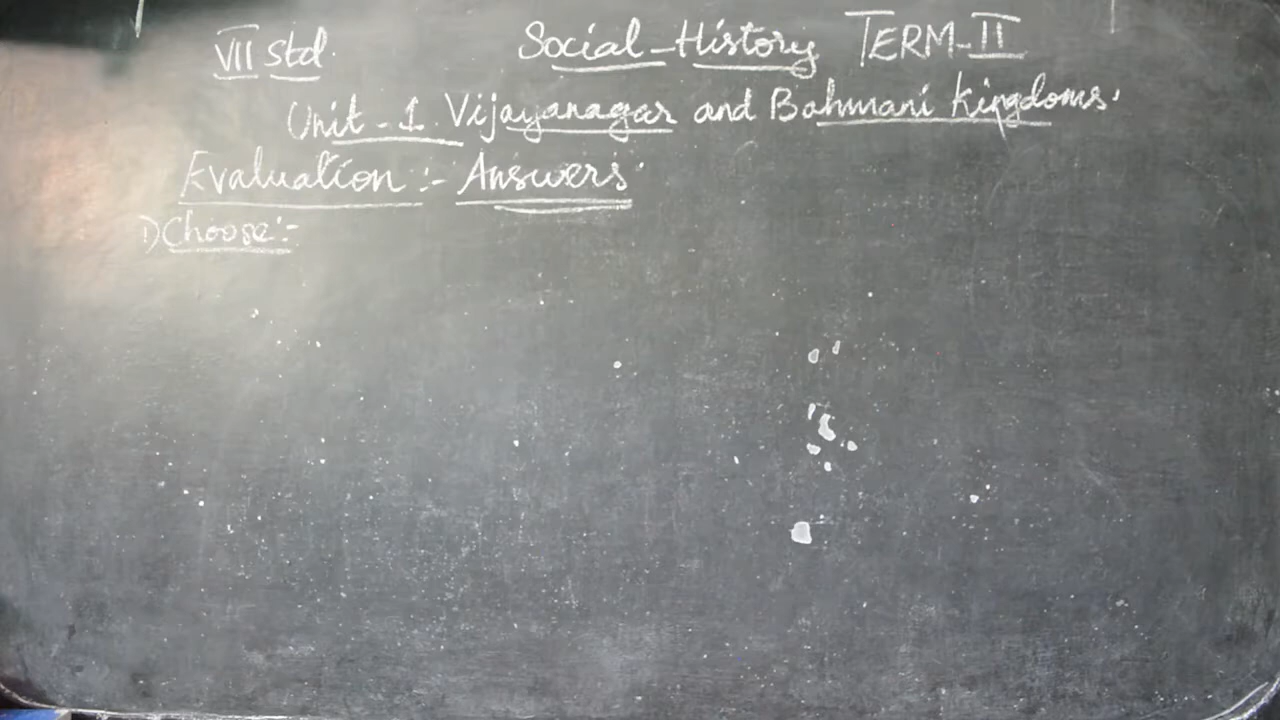 VII std. Social-History TERM-II
Unit-1. Vijayanagar and Bahmani Kingdoms.
Evaluation :- Answers
1) Choose:-